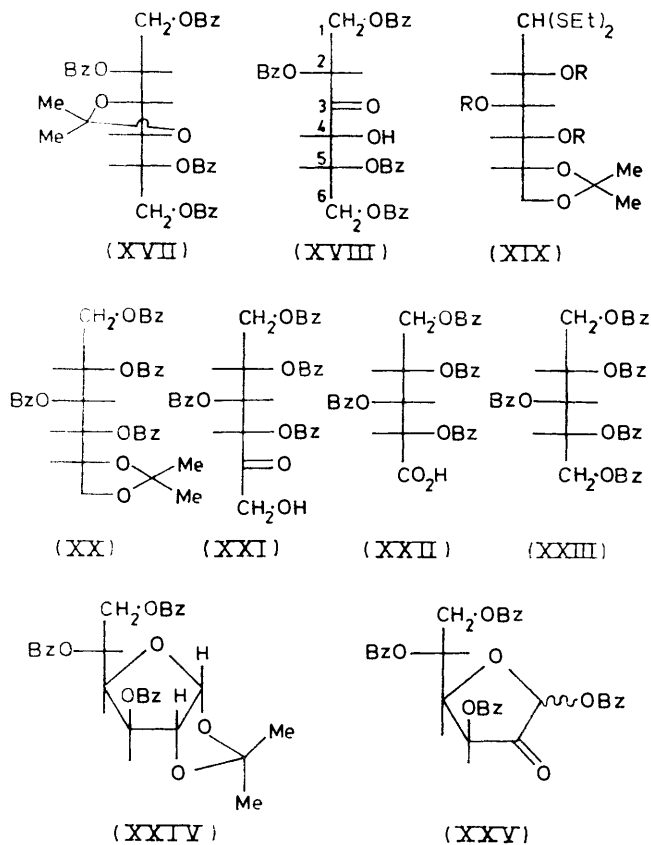 CH₂·OBz CH₂·OBz CH(SEt)₂
1
BzO 2 BzO OR
Me O 3 O RO
Me O 4 OH OR
OBz 5 OBz O Me
6 O Me
CH₂·OBz CH₂·OBz
(XVII) (XVIII) (XIX)
CH₂·OBz CH₂·OBz CH₂·OBz CH₂·OBz
OBz OBz OBz OBz
BzO BzO BzO BzO
OBz OBz OBz OBz
O Me O
O Me CH₂·OH CO₂H CH₂·OBz
(XX) (XXI) (XXII) (XXIII)
CH₂·OBz CH₂·OBz
BzO O H BzO O
OBz H OBz OBz
O Me
O O
Me
(XXIV) (XXV)